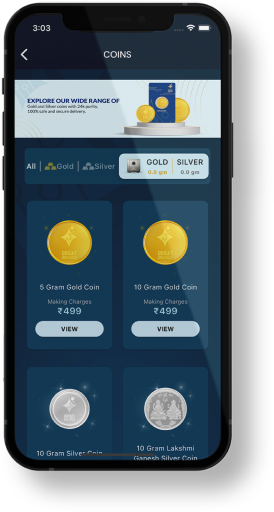 3:03
COINS
EXPLORE OUR WIDE RANGE OF
Gold and Silver coins with 24k purity,
100% safe and secure delivery.
All | Gold | Silver
GOLD | SILVER
0.5 gm 0.0 gm
5 Gram Gold Coin
Making Charges
₹499
VIEW
10 Gram Gold Coin
Making Charges
₹499
VIEW
10 Gram Silver Coin
10 Gram Lakshmi
Ganesh Silver Coin